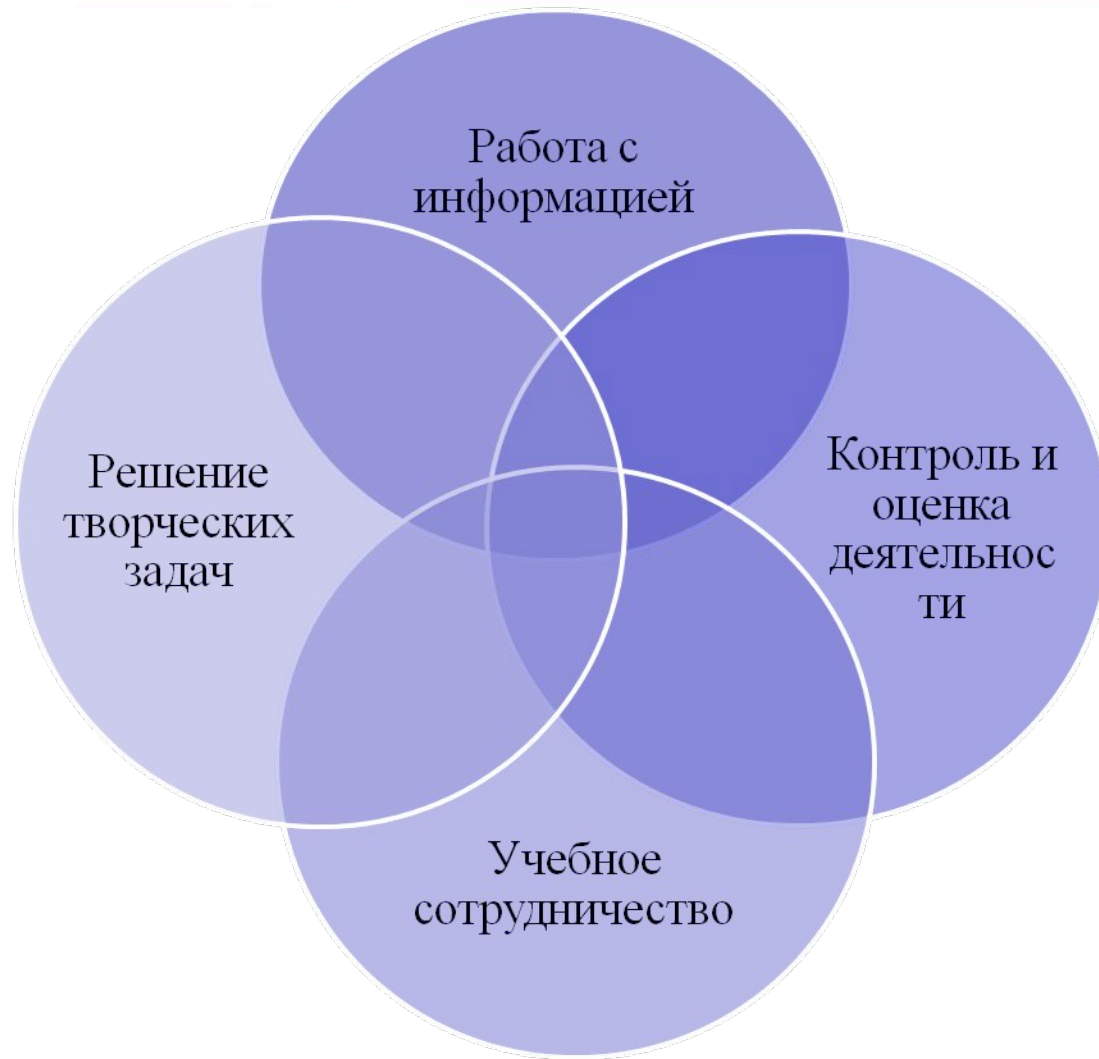 Работа с
информацией
Решение
творческих
задач
Контроль и
оценка
деятельнос
ти
Учебное
сотрудничество